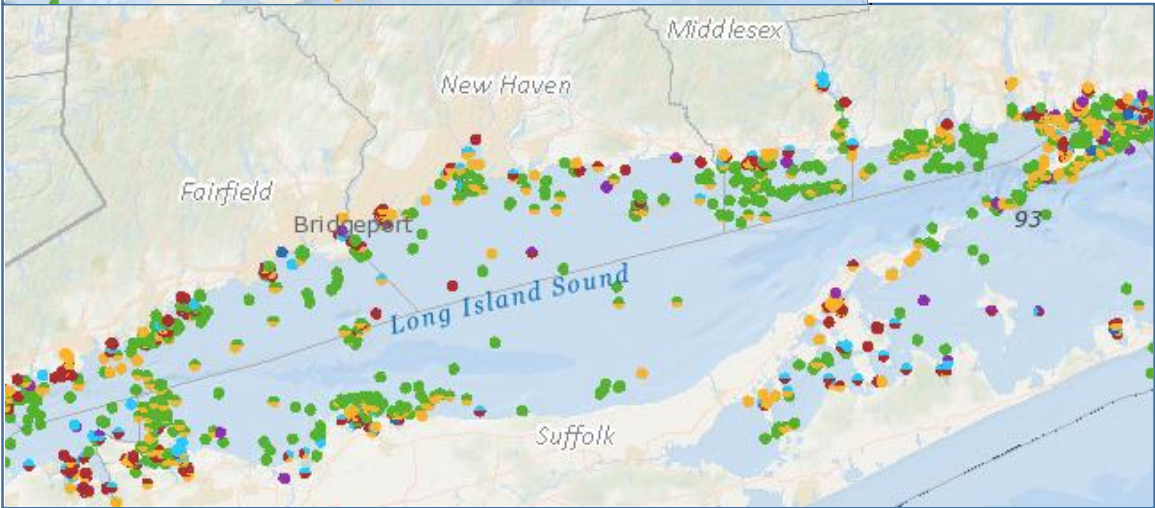 Middlesex
New Haven
Fairfield
Bridgeport
93
Long Island Sound
Suffolk